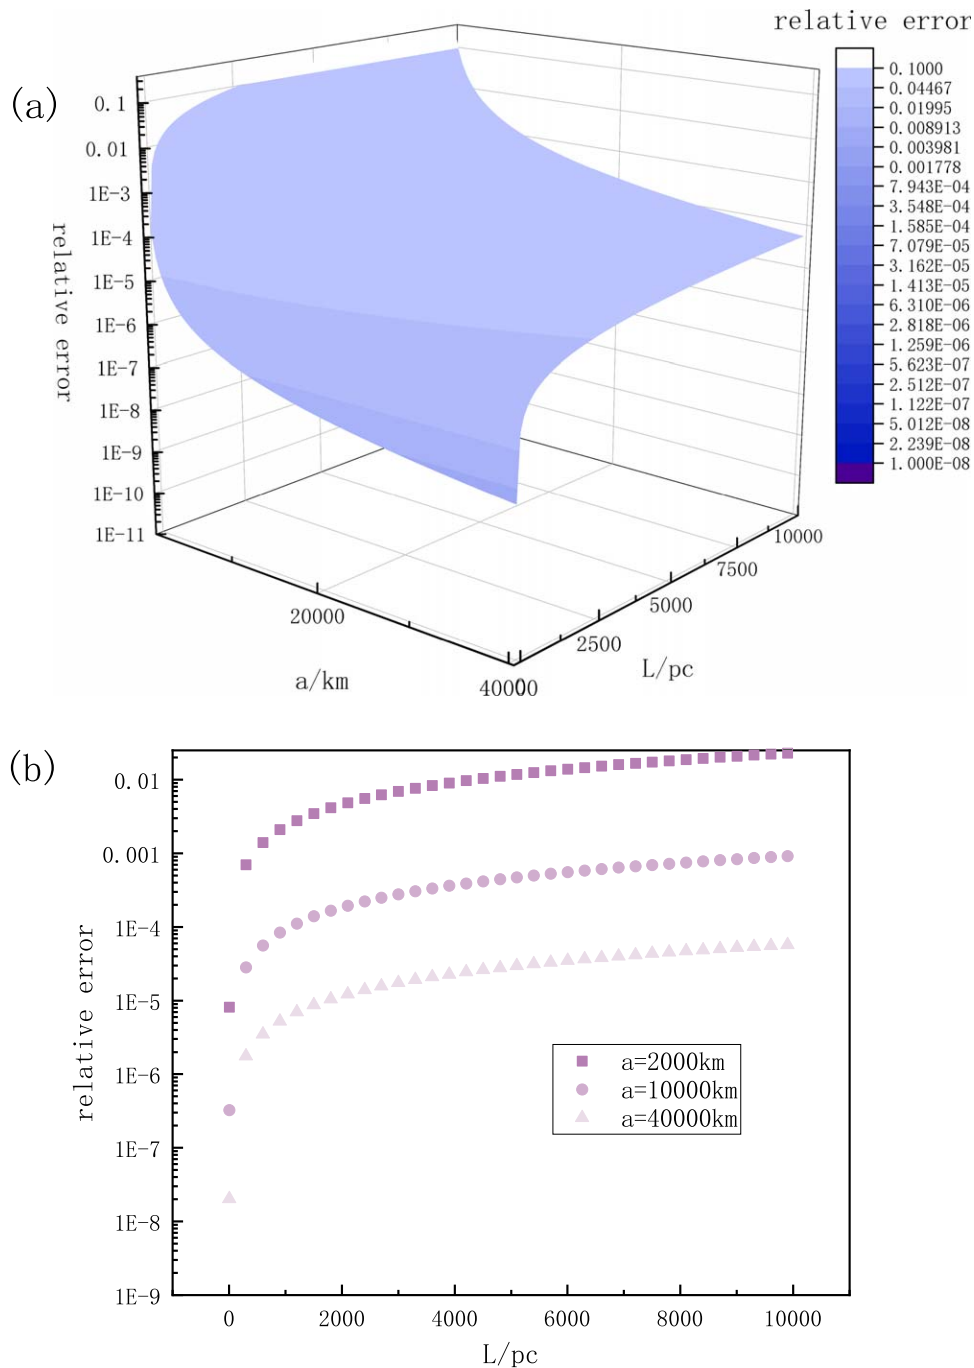 relative error
(a)
0.1
0.01
1E-3
1E-4
1E-5
1E-6
1E-7
1E-8
1E-9
1E-10
1E-11
relative error
20000
40000
a/km
0
2500
5000
7500
10000
L/pc
0.1000
0.04467
0.01995
0.008913
0.003981
0.001778
7.943E-04
3.548E-04
1.585E-04
7.079E-05
3.162E-05
1.413E-05
6.310E-06
2.818E-06
1.259E-06
5.623E-07
2.512E-07
1.122E-07
5.012E-08
2.239E-08
1.000E-08
(b)
0.01
0.001
1E-4
1E-5
1E-6
1E-7
1E-8
1E-9
relative error
a=2000km
a=10000km
a=40000km
0
2000
4000
6000
8000
10000
L/pc